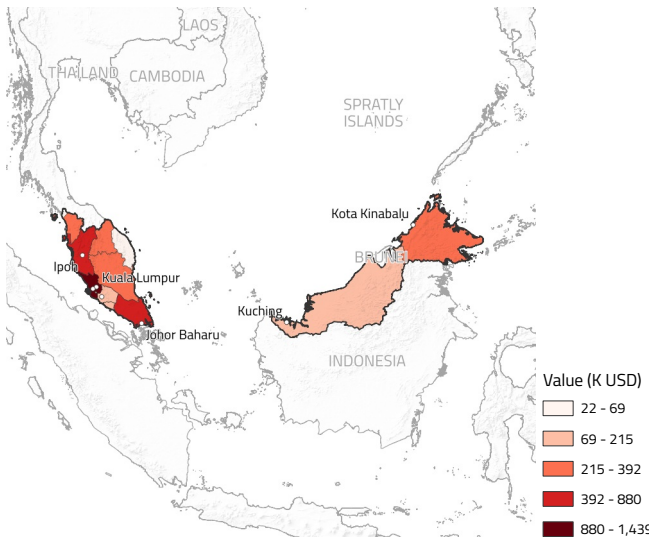 LAOS
THAILAND
CAMBODIA
SPRATLY
ISLANDS
Kota Kinabalu
BRUNEI
Ipoh
Kuala Lumpur
Kuching
Johor Baharu
INDONESIA
Value (K USD)
22 - 69
69 - 215
215 - 392
392 - 880
880 - 1,439